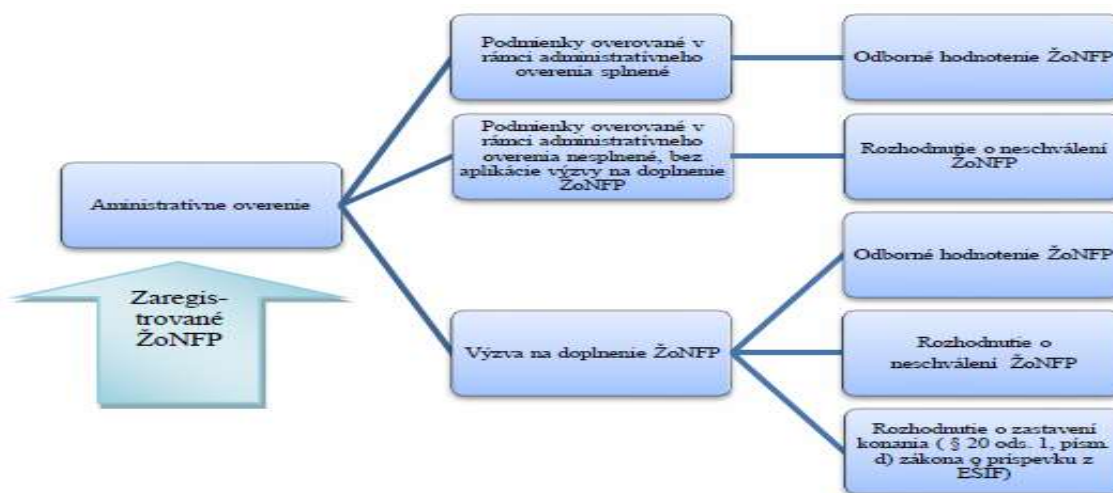 Podmienky overované v
rámci administratívneho
overenia splnené
Odborné hodnotenie ŽoNFP
Podmienky overované v
rámci administratívneho
overenia nesplnené, bez
aplikácie výzvy na doplnenie
ŽoNFP
Rozhodnutie o neschválení
ŽoNFP
Aministratívne overenie
Zaregis-
trované
ŽoNFP
Výzva na doplnenie ŽoNFP
Odborné hodnotenie ŽoNFP
Rozhodnutie o
neschválení ŽoNFP
Rozhodnutie o zastavení
konania ( § 20 ods. 1, písm.
d) zákona o príspevku z
EŠIF)